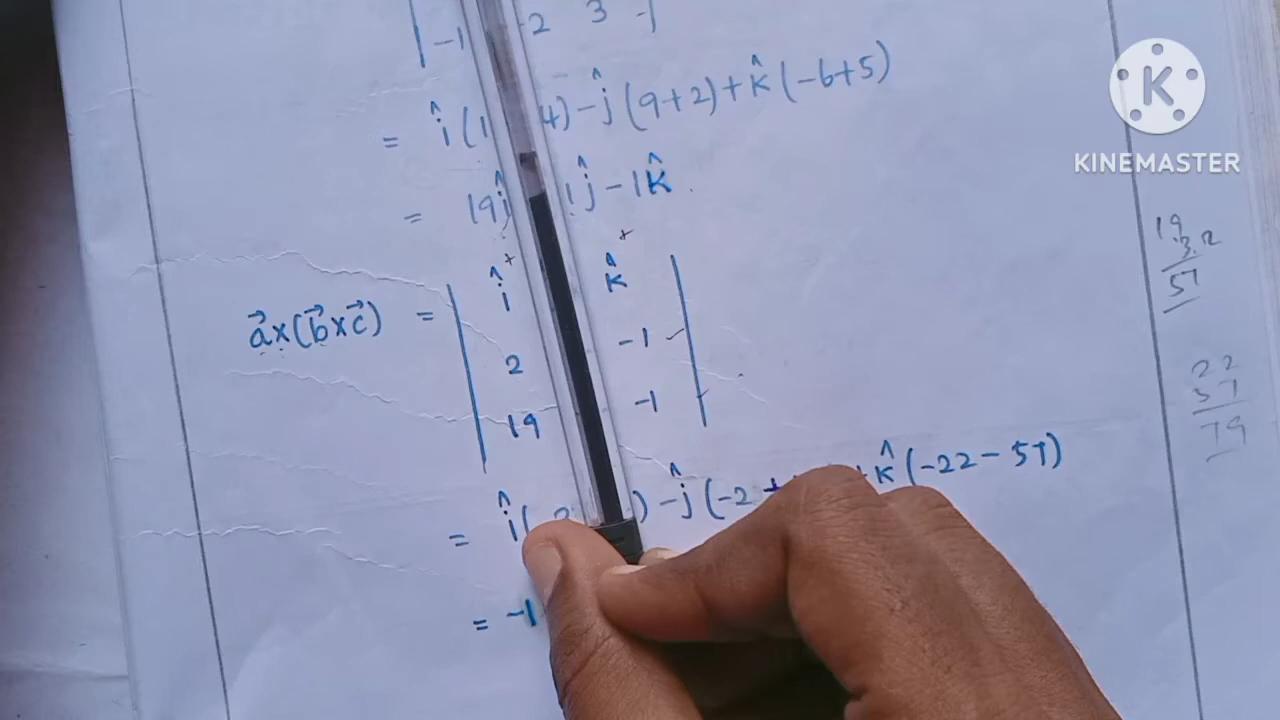 -1 2 3 -1
= î(1 4) - ĵ(9+2) + k̂(-6+5)
= 19î 1ĵ - 1k̂
a⃗×(b⃗×c⃗) = | î k̂ |
2 -1
19 -1
= î( ) - ĵ(-2 + k̂(-22-57)
= -1
K
KINEMASTER
19
57
22
57
79